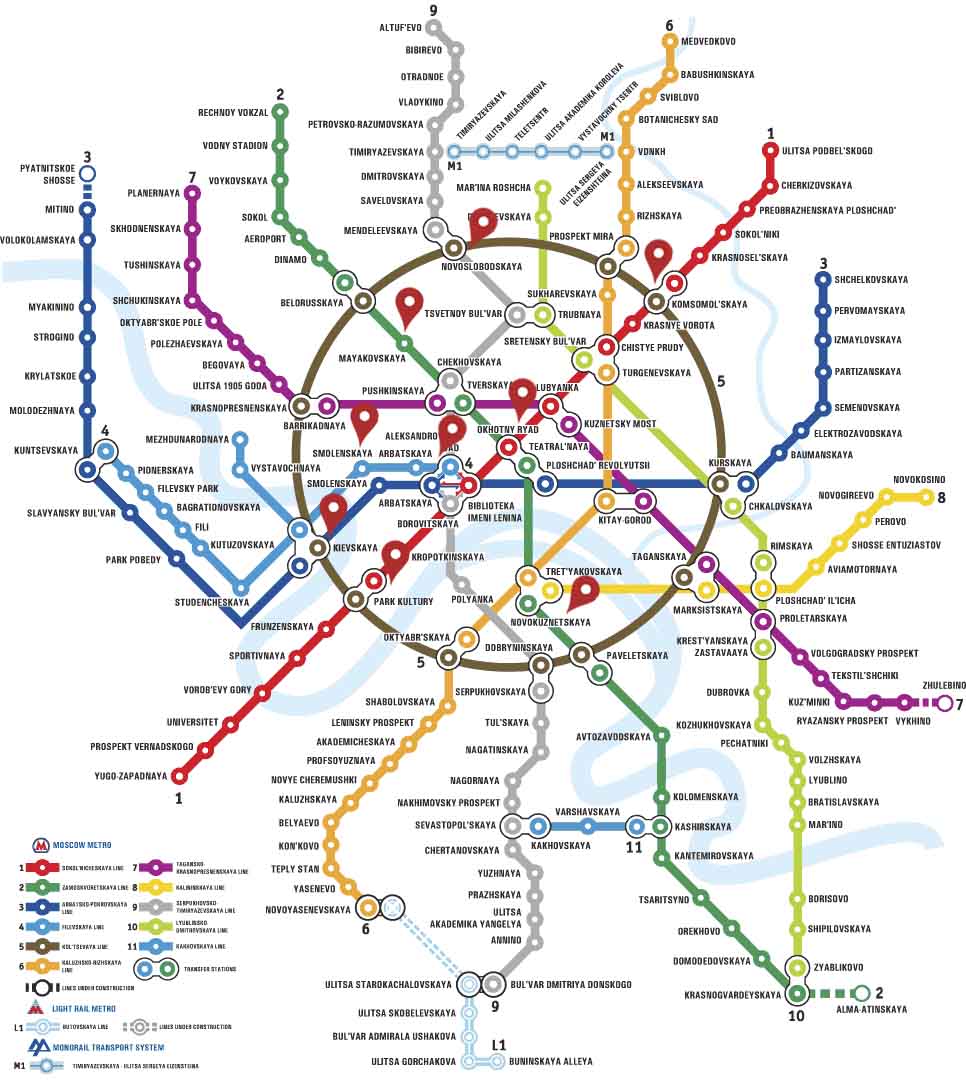 9
ALTUF'EVO
BIBIREVO
OTRADNOE
VLADYKINO
PETROVSKO-RAZUMOVSKAYA
TIMIRYAZEVSKAYA
DMITROVSKAYA
SAVELOVSKAYA
MENDELEEVSKAYA
NOVOSLOBODSKAYA
TIMIRYAZEVSKAYA
ULITSA MILASHENKOVA
TELETSENTR
ULITSA AKADEMIKA KOROLEVA
VYSTAVOCHNY TSENTR
ULITSA SERGEYA
EIZENSHTEINA
M1
M1
6
MEDVEDKOVO
BABUSHKINSKAYA
SVIBLOVO
BOTANICHESKY SAD
VDNKH
ALEKSEEVSKAYA
RIZHSKAYA
PROSPEKT MIRA
SUKHAREVSKAYA
MAR'INA ROSHCHA
TRUBNAYA
TSVETNOY BUL'VAR
SRETENSKY BUL'VAR
1
ULITSA PODBEL'SKOGO
CHERKIZOVSKAYA
PREOBRAZHENSKAYA PLOSHCHAD'
SOKOL'NIKI
KRASNOSEL'SKAYA
KOMSOMOL'SKAYA
KRASNYE VOROTA
CHISTYE PRUDY
TURGENEVSKAYA
2
RECHNOY VOKZAL
VODNY STADION
VOYKOVSKAYA
SOKOL
AEROPORT
DINAMO
BELORUSSKAYA
MAYAKOVSKAYA
3
PYATNITSKOE
SHOSSE
MITINO
VOLOKOLAMSKAYA
MYAKININO
STROGINO
KRYLATSKOE
MOLODEZHNAYA
KUNTSEVSKAYA
4
PIONERSKAYA
FILEVSKY PARK
BAGRATIONOVSKAYA
FILI
KUTUZOVSKAYA
STUDENCHESKAYA
SLAVYANSKY BUL'VAR
PARK POBEDY
7
PLANERNAYA
SKHODNENSKAYA
TUSHINSKAYA
SHCHUKINSKAYA
OKTYABR'SKOE POLE
POLEZHAEVSKAYA
BEGOVAYA
ULITSA 1905 GODA
KRASNOPRESNENSKAYA
BARRIKADNAYA
PUSHKINSKAYA
CHEKHOVSKAYA
LUBYANKA
KUZNETSKY MOST
OKHOTNY RYAD
TEATRAL'NAYA
PLOSHCHAD' REVOLYUTSII
MEZHDUNARODNAYA
VYSTAVOCHNAYA
SMOLENSKAYA
ARBATSKAYA
4
SMOLENSKAYA
ARBATSKAYA
BOROVITSKAYA
BIBLIOTEKA
IMENI LENINA
KIEVSKAYA
KROPOTKINSKAYA
PARK KULTURY
POLYANKA
FRUNZENSKAYA
SPORTIVNAYA
VOROB'EVY GORY
UNIVERSITET
PROSPEKT VERNADSKOGO
YUGO-ZAPADNAYA
1
3
SHCHELKOVSKAYA
PERVOMAYSKAYA
IZMAYLOVSKAYA
PARTIZANSKAYA
SEMENOVSKAYA
ELEKTROZAVODSKAYA
BAUMANSKAYA
KURSKAYA
CHKALOVSKAYA
5
NOVOKOSINO
8
NOVOGIREEVO
PEROVO
SHOSSE ENTUZIASTOV
AVIAMOTORNAYA
RIMSKAYA
PLOSHCHAD' IL'ICHA
KITAY-GOROD
TAGANSKAYA
MARKSISTSKAYA
TRET'YAKOVSKAYA
NOVOKUZNETSKAYA
PROLETARSKAYA
KREST'YANSKAYA
ZASTAVAAYA
VOLGOGRADSKY PROSPEKT
TEKSTIL'SHCHIKI
KUZ'MINKI
RYAZANSKY PROSPEKT
VYKHINO
ZHULEBINO
7
OKTYABR'SKAYA
5
DOBRYNINSKAYA
SERPUKHOVSKAYA
PAVELETSKAYA
SHABOLOVSKAYA
LENINSKY PROSPEKT
AKADEMICHESKAYA
PROFSOYUZNAYA
NOVYE CHEREMUSHKI
KALUZHSKAYA
BELYAEVO
KON'KOVO
TEPLY STAN
YASENEVO
NOVOYASENEVSKAYA
6
TUL'SKAYA
NAGATINSKAYA
NAGORNAYA
NAKHIMOVSKY PROSPEKT
SEVASTOPOL'SKAYA
CHERTANOVSKAYA
YUZHNAYA
PRAZHSKAYA
ULITSA
AKADEMIKA YANGELYA
ANNINO
BUL'VAR DMITRIYA DONSKOGO
9
VARSHAVSKAYA
KAKHOVSKAYA
11
KASHIRSKAYA
AVTOZAVODSKAYA
KOLOMENSKAYA
KANTEMIROVSKAYA
TSARITSYNO
OREKHOVO
DOMODEDOVSKAYA
KRASNOGVARDEYSKAYA
10
ALMA-ATINSKAYA
2
DUBROVKA
KOZHUKHOVSKAYA
PECHATNIKI
VOLZHSKAYA
LYUBLINO
BRATISLAVSKAYA
MAR'INO
BORISOVO
SHIPILOVSKAYA
ZYABLIKOVO
ULITSA STAROKACHALOVSKAYA
ULITSA SKOBELEVSKAYA
BUL'VAR ADMIRALA USHAKOVA
ULITSA GORCHAKOVA
L1
BUNINSKAYA ALLEYA
MOSCOW METRO
1 SOKOL'NICHESKAYA LINE
2 ZAMOSKVORETSKAYA LINE
3 ARBATSKO-POKROVSKAYA
LINE
4 FILEVSKAYA LINE
5 KOL'TSEVAYA LINE
6 KALUZHSKO-RIZHSKAYA
LINE
7 TAGANSKO-
KRASNOPRESNENSKAYA LINE
8 KALININSKAYA LINE
9 SERPUKHOVSKO-
TIMIRYAZEVSKAYA LINE
10 LYUBLINSKO
DMITROVSKAYA LINE
11 KAKHOVSKAYA LINE
TRANSFER STATIONS
LINES UNDER CONSTRUCTION
LIGHT RAIL METRO
L1 BUTOVSKAYA LINE
LINES UNDER CONSTRUCTION
MONORAIL TRANSPORT SYSTEM
M1 TIMIRYAZEVSKAYA - ULITSA SERGEYA EIZENSHTEINA